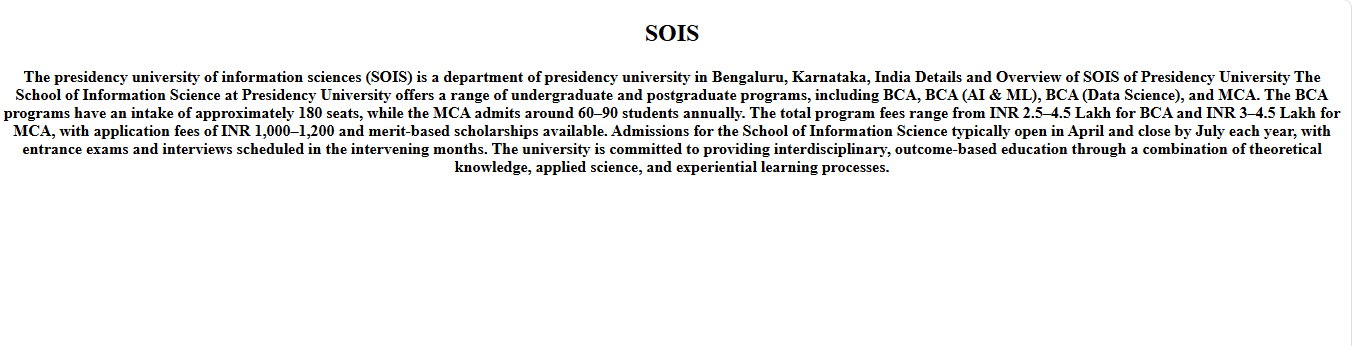 SOIS
The presidency university of information sciences (SOIS) is a department of presidency university in Bengaluru, Karnataka, India Details and Overview of SOIS of Presidency University The
School of Information Science at Presidency University offers a range of undergraduate and postgraduate programs, including BCA, BCA (AI & ML), BCA (Data Science), and MCA. The BCA
programs have an intake of approximately 180 seats, while the MCA admits around 60–90 students annually. The total program fees range from INR 2.5–4.5 Lakh for BCA and INR 3–4.5 Lakh for
MCA, with application fees of INR 1,000–1,200 and merit-based scholarships available. Admissions for the School of Information Science typically open in April and close by July each year, with
entrance exams and interviews scheduled in the intervening months. The university is committed to providing interdisciplinary, outcome-based education through a combination of theoretical
knowledge, applied science, and experiential learning processes.